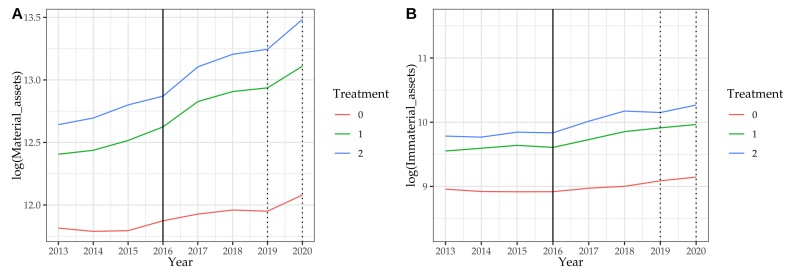 A
log(Material_assets)
13.5
13.0
12.5
12.0
2013 2014 2015 2016 2017 2018 2019 2020
Year
Treatment
0
1
2
B
log(Immaterial_assets)
11
10
9
2013 2014 2015 2016 2017 2018 2019 2020
Year
Treatment
0
1
2